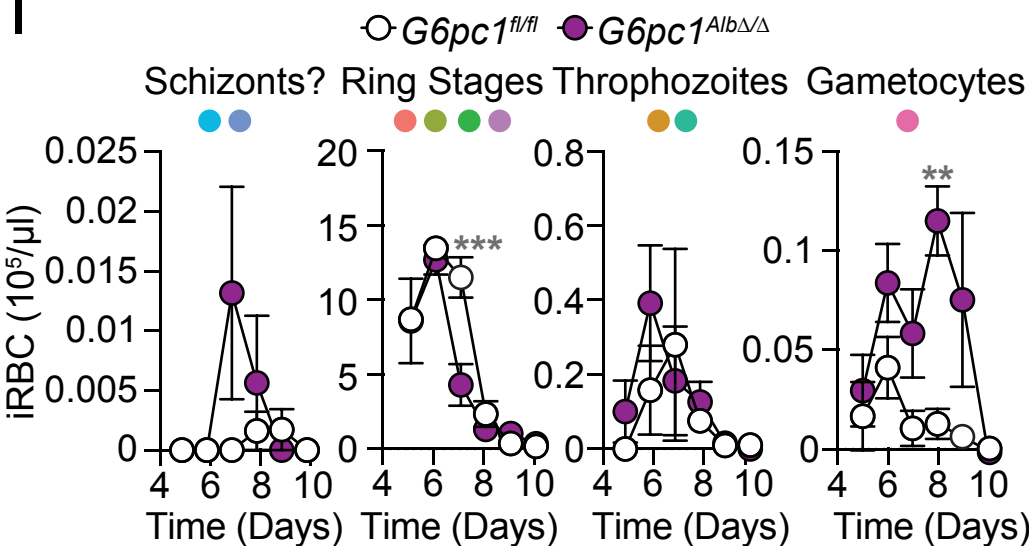 G6pc1fl/fl G6pc1AlbΔ/Δ
Schizonts? Ring Stages Throphozoites Gametocytes
iRBC (10⁵/µl)
0.025 0.02 0.015 0.01 0.005 0
20 15 10 5 0
0.8 0.6 0.4 0.2 0
0.15 0.1 0.05 0
***
**
4 6 8 10 4 6 8 10 4 6 8 10 4 6 8 10
Time (Days) Time (Days) Time (Days) Time (Days)